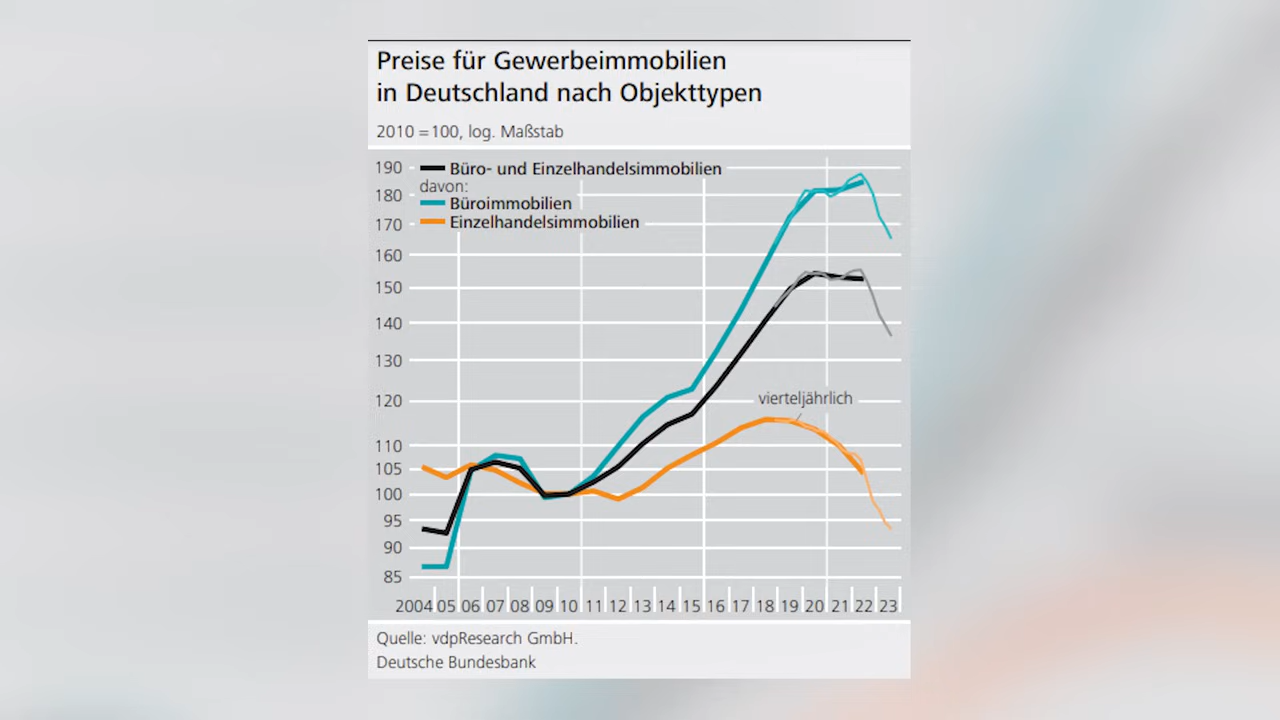 Preise für Gewerbeimmobilien
in Deutschland nach Objekttypen
2010 = 100, log. Maßstab
190
Büro- und Einzelhandelsimmobilien
davon:
180
Büroimmobilien
170
Einzelhandelsimmobilien
160
150
140
130
120
vierteljährlich
110
105
100
95
90
85
2004 05 06 07 08 09 10 11 12 13 14 15 16 17 18 19 20 21 22 23
Quelle: vdpResearch GmbH.
Deutsche Bundesbank